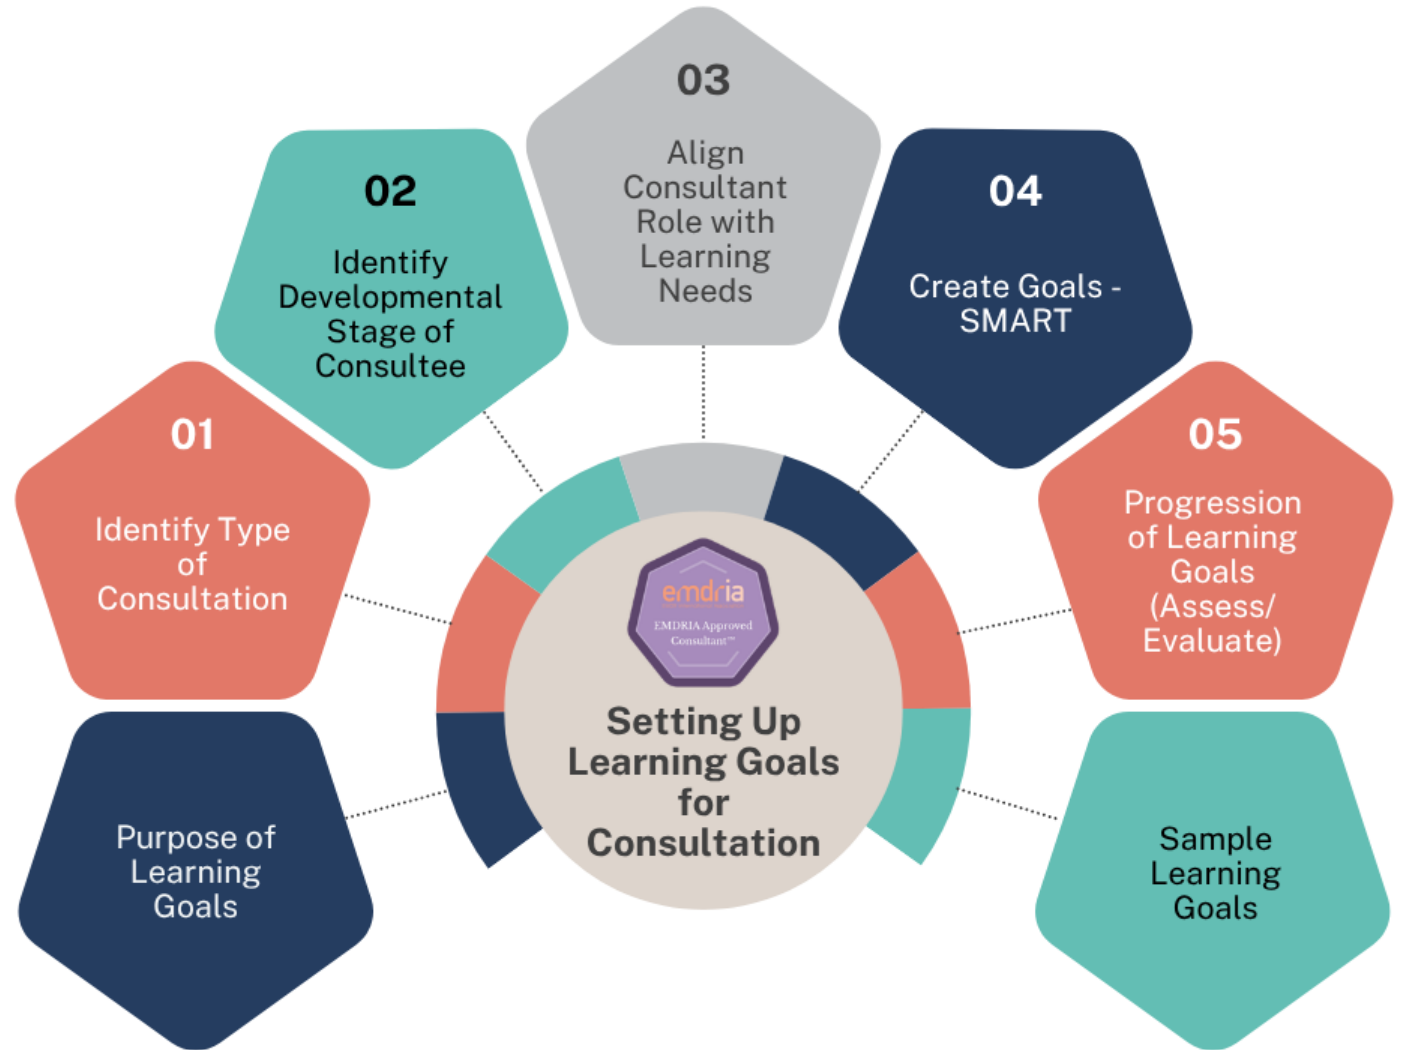 03
Align
Consultant
Role with
Learning
Needs
02
Identify
Developmental
Stage of
Consultee
04
Create Goals -
SMART
01
Identify Type
of
Consultation
05
Progression
of Learning
Goals
(Assess/
Evaluate)
emdria
EMDRIA Approved
Consultant™
Setting Up
Learning Goals
for
Consultation
Purpose of
Learning
Goals
Sample
Learning
Goals